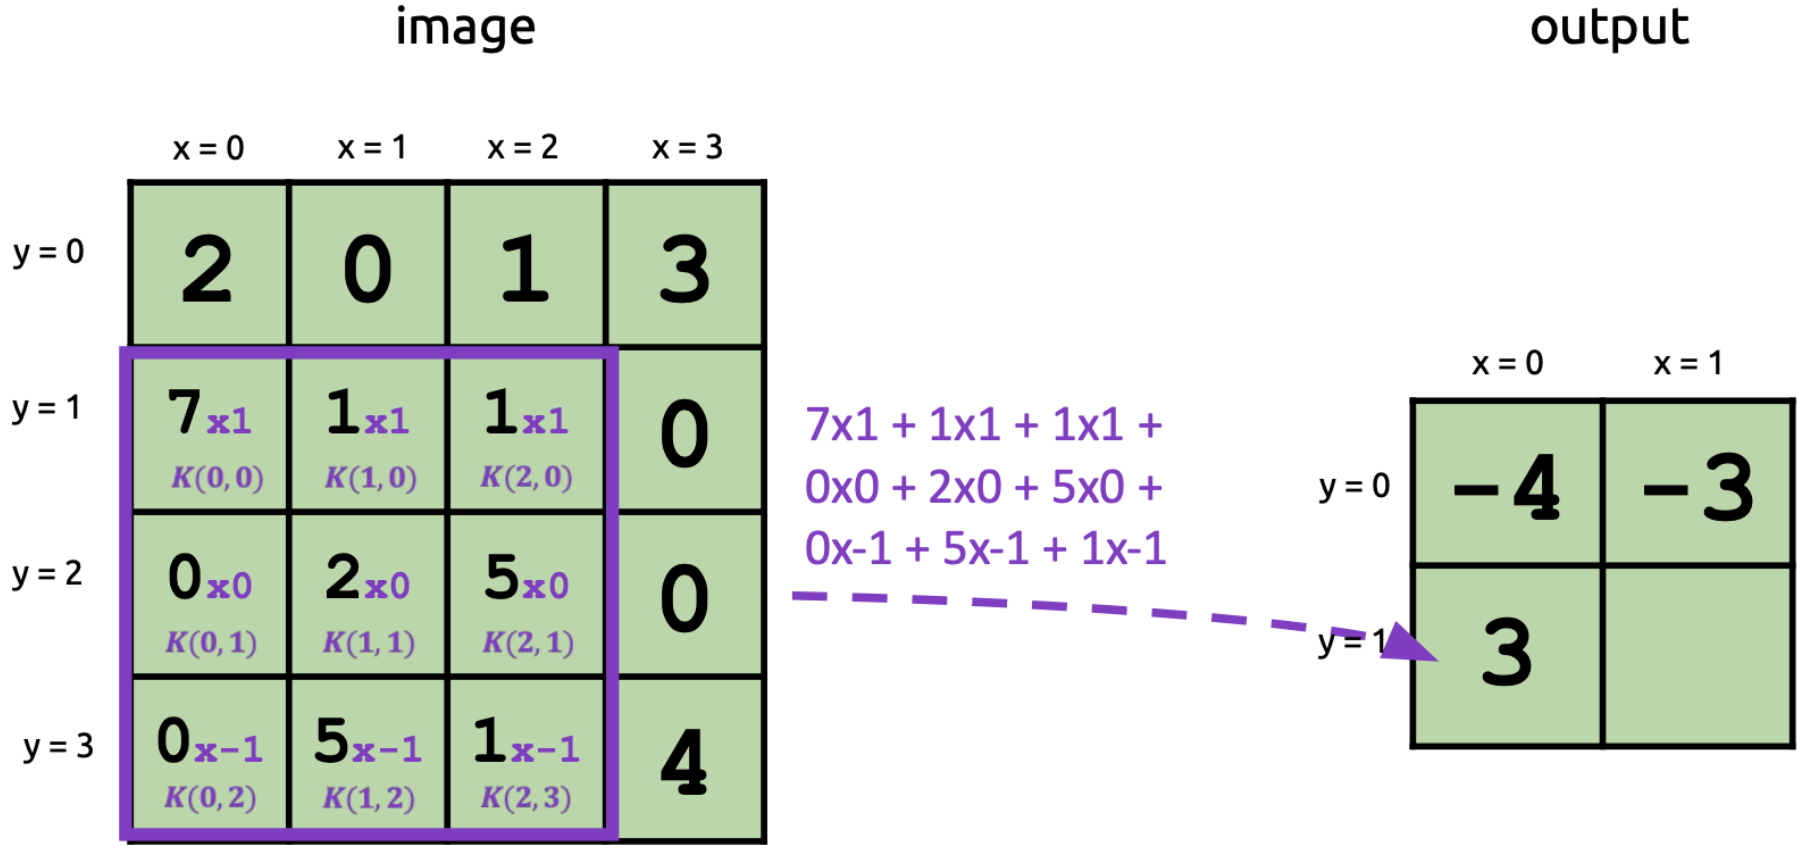 image
output
x = 0 x = 1 x = 2 x = 3
y = 0 2 0 1 3
y = 1 7x1 1x1 1x1 0
K(0,0) K(1,0) K(2,0)
y = 2 0x0 2x0 5x0 0
K(0,1) K(1,1) K(2,1)
y = 3 0x-1 5x-1 1x-1 4
K(0,2) K(1,2) K(2,3)
7x1 + 1x1 + 1x1 +
0x0 + 2x0 + 5x0 +
0x-1 + 5x-1 + 1x-1
x = 0 x = 1
y = 0 -4 -3
y = 1 3